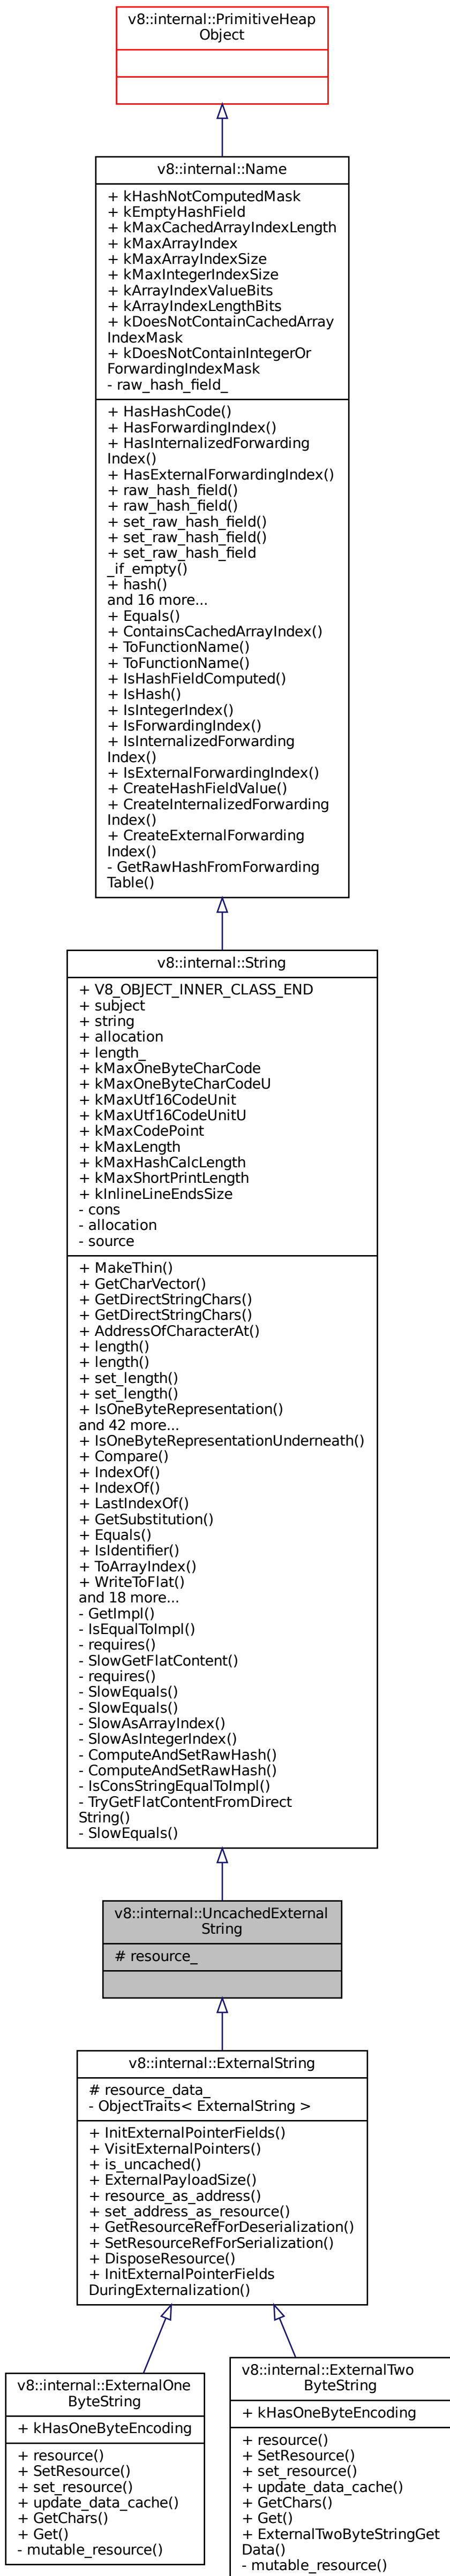 v8::internal::PrimitiveHeap
Object
v8::internal::Name
+ kHashNotComputedMask
+ kEmptyHashField
+ kMaxCachedArrayIndexLength
+ kMaxArrayIndex
+ kMaxArrayIndexSize
+ kMaxIntegerIndexSize
+ kArrayIndexValueBits
+ kArrayIndexLengthBits
+ kDoesNotContainCachedArray
IndexMask
+ kDoesNotContainIntegerOr
ForwardingIndexMask
- raw_hash_field_
+ HasHashCode()
+ HasForwardingIndex()
+ HasInternalizedForwarding
Index()
+ HasExternalForwardingIndex()
+ raw_hash_field()
+ raw_hash_field()
+ set_raw_hash_field()
+ set_raw_hash_field()
+ set_raw_hash_field
_if_empty()
+ hash()
and 16 more...
+ Equals()
+ ContainsCachedArrayIndex()
+ ToFunctionName()
+ ToFunctionName()
+ IsHashFieldComputed()
+ IsHash()
+ IsIntegerIndex()
+ IsForwardingIndex()
+ IsInternalizedForwarding
Index()
+ IsExternalForwardingIndex()
+ CreateHashFieldValue()
+ CreateInternalizedForwarding
Index()
+ CreateExternalForwarding
Index()
- GetRawHashFromForwarding
Table()
v8::internal::String
+ V8_OBJECT_INNER_CLASS_END
+ subject
+ string
+ allocation
+ length_
+ kMaxOneByteCharCode
+ kMaxOneByteCharCodeU
+ kMaxUtf16CodeUnit
+ kMaxUtf16CodeUnitU
+ kMaxCodePoint
+ kMaxLength
+ kMaxHashCalcLength
+ kMaxShortPrintLength
+ kInlineLineEndsSize
- cons
- allocation
- source
+ MakeThin()
+ GetCharVector()
+ GetDirectStringChars()
+ GetDirectStringChars()
+ AddressOfCharacterAt()
+ length()
+ length()
+ set_length()
+ set_length()
+ IsOneByteRepresentation()
and 42 more...
+ IsOneByteRepresentationUnderneath()
+ Compare()
+ IndexOf()
+ IndexOf()
+ LastIndexOf()
+ GetSubstitution()
+ Equals()
+ IsIdentifier()
+ ToArrayIndex()
+ WriteToFlat()
and 18 more...
- GetImpl()
- IsEqualToImpl()
- requires()
- SlowGetFlatContent()
- requires()
- SlowEquals()
- SlowEquals()
- SlowAsArrayIndex()
- SlowAsIntegerIndex()
- ComputeAndSetRawHash()
- ComputeAndSetRawHash()
- IsConsStringEqualToImpl()
- TryGetFlatContentFromDirect
String()
- SlowEquals()
v8::internal::UncachedExternal
String
# resource_
v8::internal::ExternalString
# resource_data_
- ObjectTraits< ExternalString >
+ InitExternalPointerFields()
+ VisitExternalPointers()
+ is_uncached()
+ ExternalPayloadSize()
+ resource_as_address()
+ set_address_as_resource()
+ GetResourceRefForDeserialization()
+ SetResourceRefForSerialization()
+ DisposeResource()
+ InitExternalPointerFields
DuringExternalization()
v8::internal::ExternalOne
ByteString
+ kHasOneByteEncoding
+ resource()
+ SetResource()
+ set_resource()
+ update_data_cache()
+ GetChars()
+ Get()
- mutable_resource()
v8::internal::ExternalTwo
ByteString
+ kHasOneByteEncoding
+ resource()
+ SetResource()
+ set_resource()
+ update_data_cache()
+ GetChars()
+ Get()
+ ExternalTwoByteStringGet
Data()
- mutable_resource()